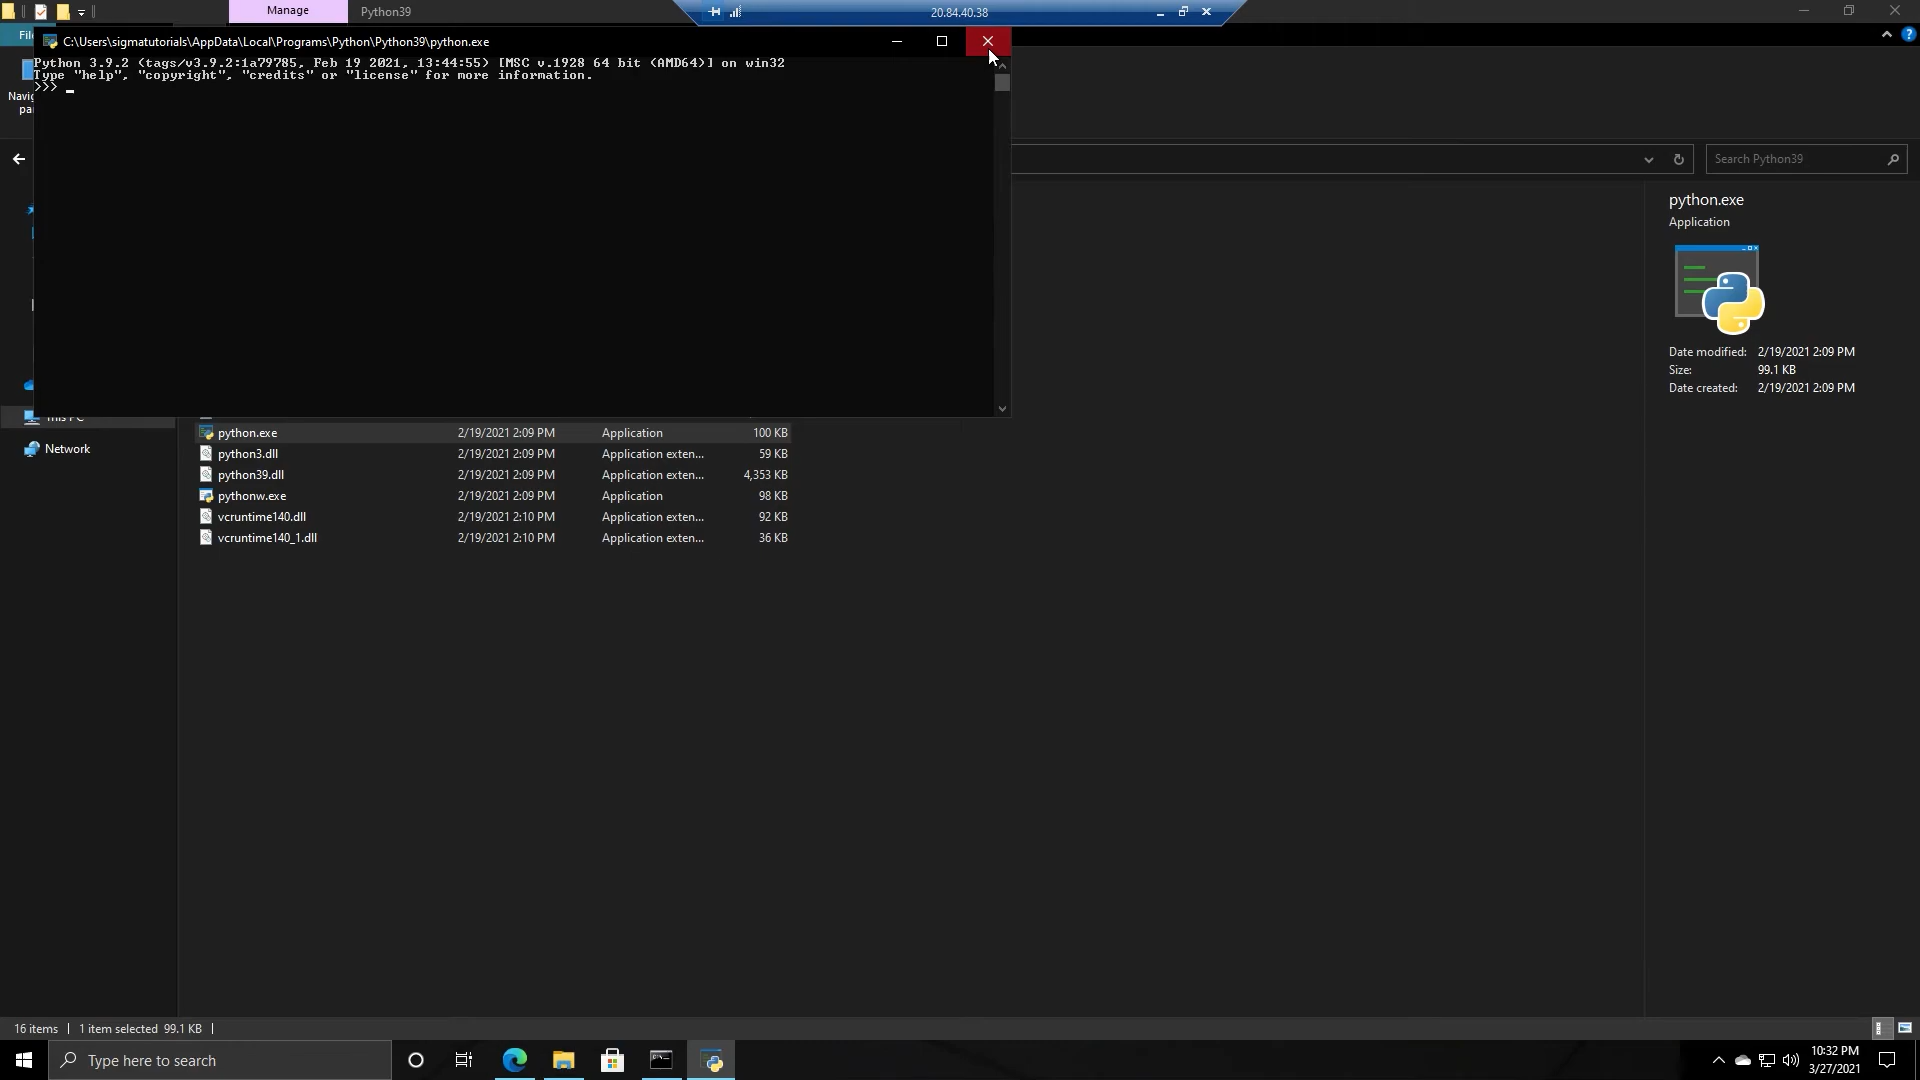 Manage
Python39
20.84.40.38
Fil
C:\Users\sigmatutorials\AppData\Local\Programs\Python\Python39\python.exe
Python 3.9.2 (tags/v3.9.2:1a79785, Feb 19 2021, 13:44:55) [MSC v.1928 64 bit (AMD64)] on win32
Type "help", "copyright", "credits" or "license" for more information.
>>>
Navig
pa
Search Python39
python.exe
Application
Date modified: 2/19/2021 2:09 PM
Size: 99.1 KB
Date created: 2/19/2021 2:09 PM
This PC
Network
python.exe 2/19/2021 2:09 PM Application 100 KB
python3.dll 2/19/2021 2:09 PM Application exten... 59 KB
python39.dll 2/19/2021 2:09 PM Application exten... 4,353 KB
pythonw.exe 2/19/2021 2:09 PM Application 98 KB
vcruntime140.dll 2/19/2021 2:10 PM Application exten... 92 KB
vcruntime140_1.dll 2/19/2021 2:10 PM Application exten... 36 KB
16 items 1 item selected 99.1 KB
Type here to search
10:32 PM
3/27/2021